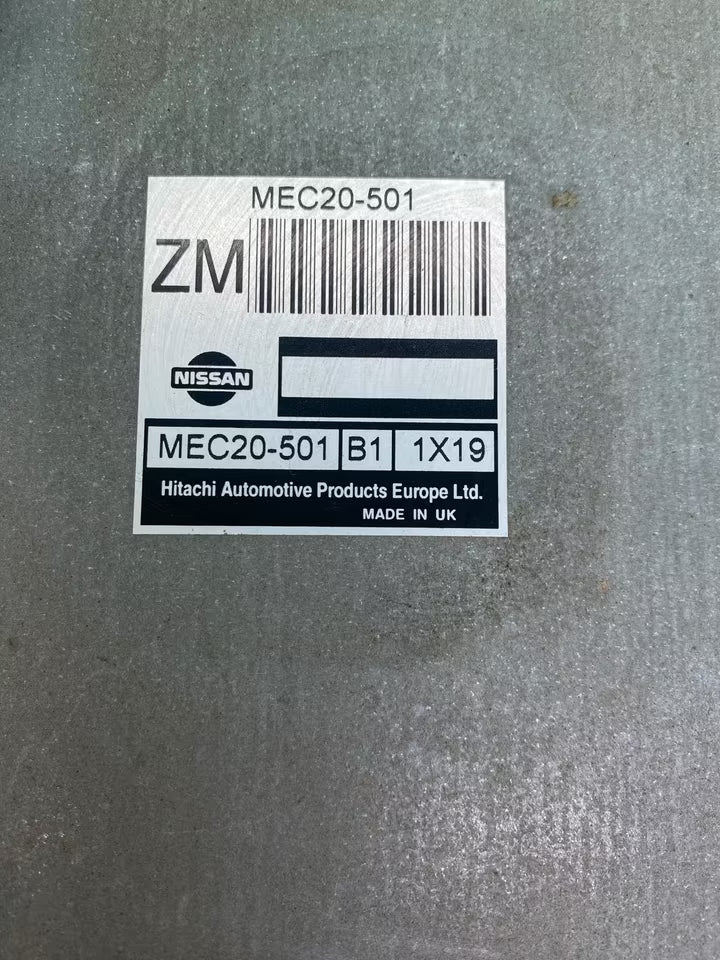 MEC20-501
ZM
NISSAN
MEC20-501 B1 1X19
Hitachi Automotive Products Europe Ltd.
MADE IN UK